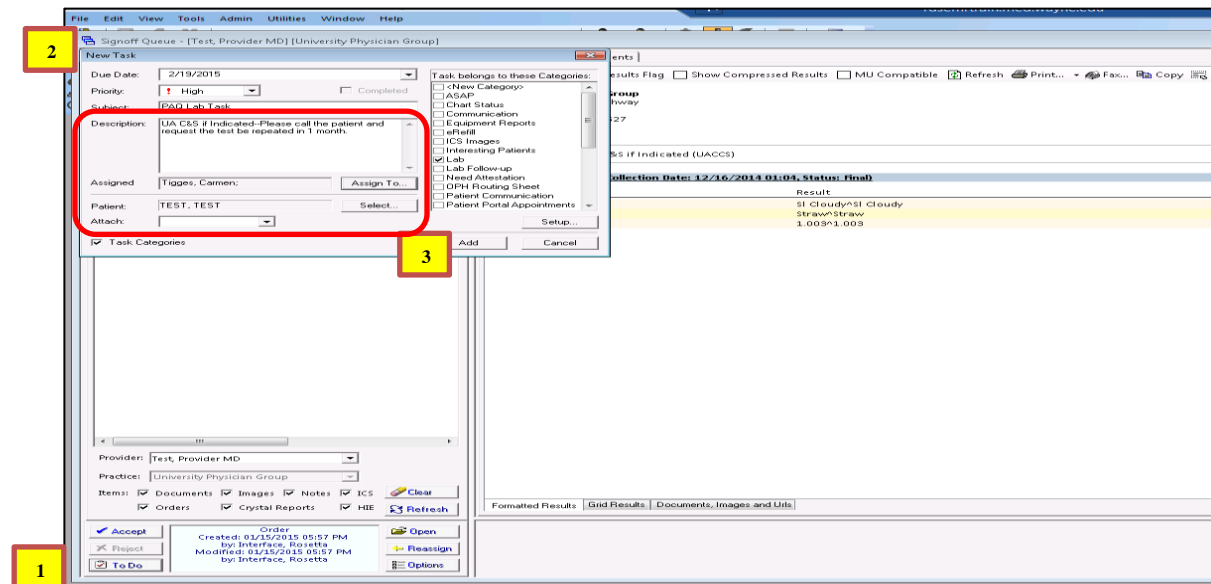 File Edit View Tools Admin Utilities Window Help
2
Signoff Queue - [Test, Provider MD] [University Physician Group]
New Task
Due Date: 2/19/2015
Priority: ! High Completed
Subject: PAQ Lab Task
Description: UA C&S if Indicated--Please call the patient and
request the test be repeated in 1 month.
Assigned Tigges, Carmen; Assign To...
Patient: TEST, TEST Select...
Attach:
Task Categories
Task belongs to these Categories:
<New Category>
ASAP
Chart Status
Communication
Equipment Reports
eRefill
ICS Images
Interesting Patients
Lab
Lab Follow-up
Need Attestation
OPH Routing Sheet
Patient Communication
Patient Portal Appointments
Setup...
Add Cancel
3
ents
esults Flag Show Compressed Results MU Compatible Refresh Print... Fax... Copy
roup
hway
27
&S if Indicated (UACCS)
ollection Date: 12/16/2014 01:04, Status: Final)
Result
Sl Cloudy^Sl Cloudy
Straw^Straw
1.003^1.003
Provider: Test, Provider MD
Practice: University Physician Group
Items: Documents Images Notes ICS Clear
Orders Crystal Reports HIE Refresh
Formatted Results Grid Results Documents, Images and Urls
Accept
Reject
To Do
Order
Created: 01/15/2015 05:57 PM
by: Interface, Rosetta
Modified: 01/15/2015 05:57 PM
by: Interface, Rosetta
Open
Reassign
Options
1